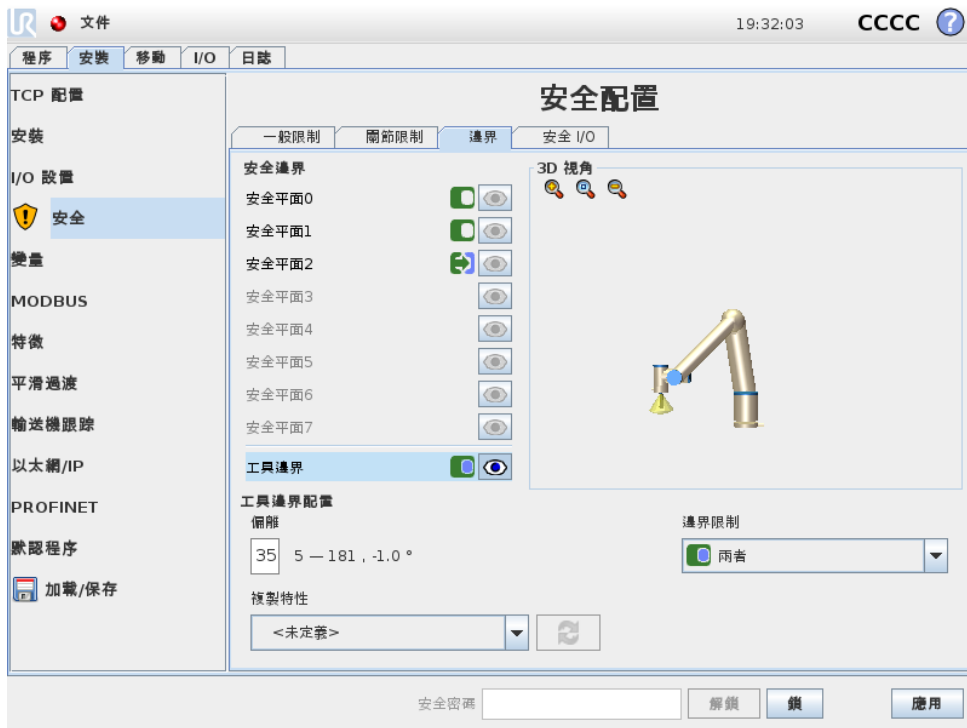 UR 文件 19:32:03 CCCC ?
程序 安裝 移動 I/O 日誌
TCP 配置
安裝
I/O 設置
安全
變量
MODBUS
特徵
平滑過渡
輸送機跟踪
以太網/IP
PROFINET
默認程序
加載/保存
安全配置
一般限制 關節限制 邊界 安全 I/O
安全邊界
安全平面0
安全平面1
安全平面2
安全平面3
安全平面4
安全平面5
安全平面6
安全平面7
工具邊界
3D 視角
工具邊界配置
偏離
35 5 — 181 , -1.0 °
邊界限制
兩者
複製特性
<未定義>
安全密碼 解鎖 鎖 應用